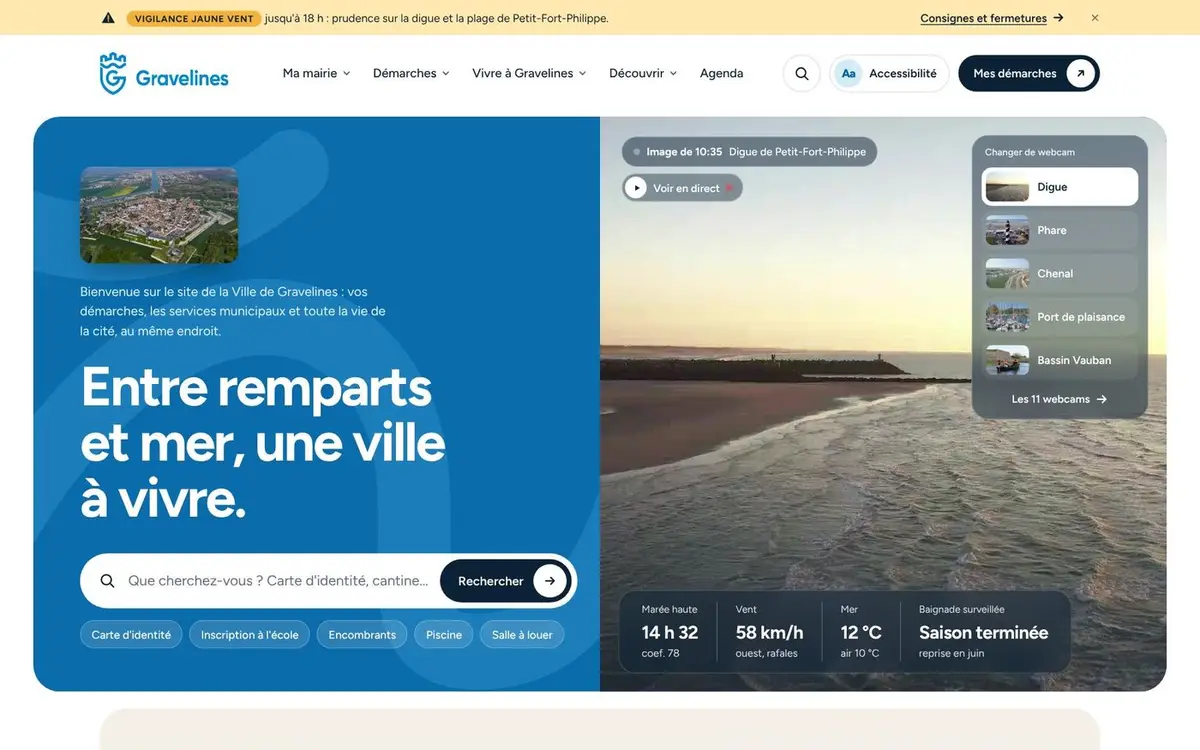 VIGILANCE JAUNE VENT jusqu'à 18 h : prudence sur la digue et la plage de Petit-Fort-Philippe.
Consignes et fermetures
Gravelines
Ma mairie
Démarches
Vivre à Gravelines
Découvrir
Agenda
Aa Accessibilité
Mes démarches
Bienvenue sur le site de la Ville de Gravelines : vos
démarches, les services municipaux et toute la vie de
la cité, au même endroit.
Entre remparts
et mer, une ville
à vivre.
Que cherchez-vous ? Carte d'identité, cantine...
Rechercher
Carte d'identité
Inscription à l'école
Encombrants
Piscine
Salle à louer
Image de 10:35 Digue de Petit-Fort-Philippe
Voir en direct
Changer de webcam
Digue
Phare
Chenal
Port de plaisance
Bassin Vauban
Les 11 webcams
Marée haute
14 h 32
coef. 78
Vent
58 km/h
ouest, rafales
Mer
12 °C
air 10 °C
Baignade surveillée
Saison terminée
reprise en juin